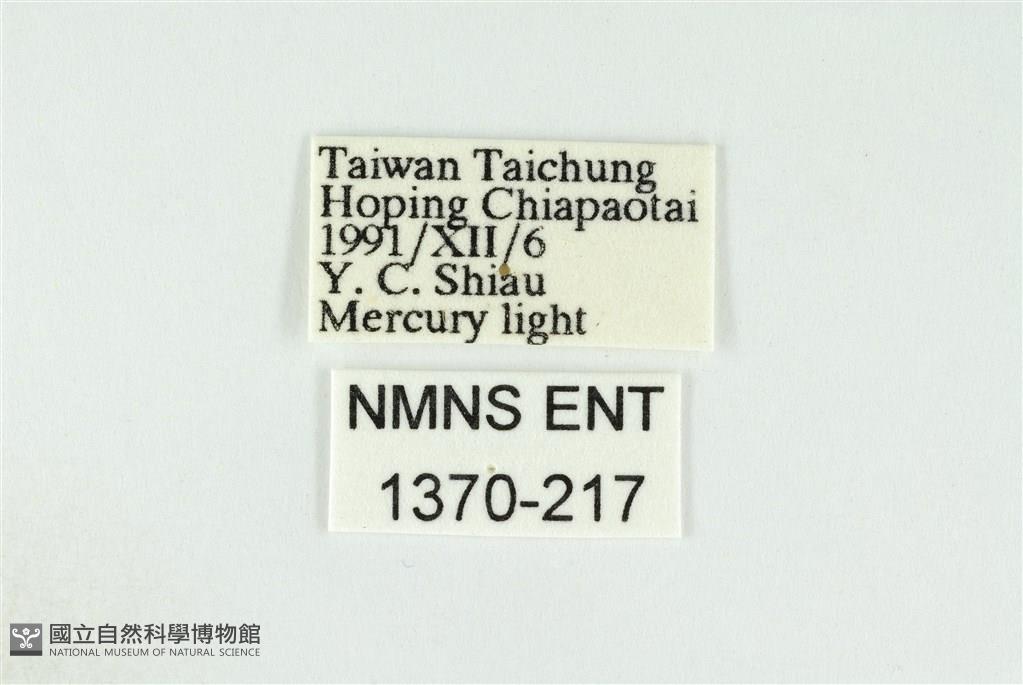 Taiwan Taichung
Hoping Chiapaotai
1991/XII/6
Y. C. Shiau
Mercury light
NMNS ENT
1370-217
國立自然科學博物館
NATIONAL MUSEUM OF NATURAL SCIENCE